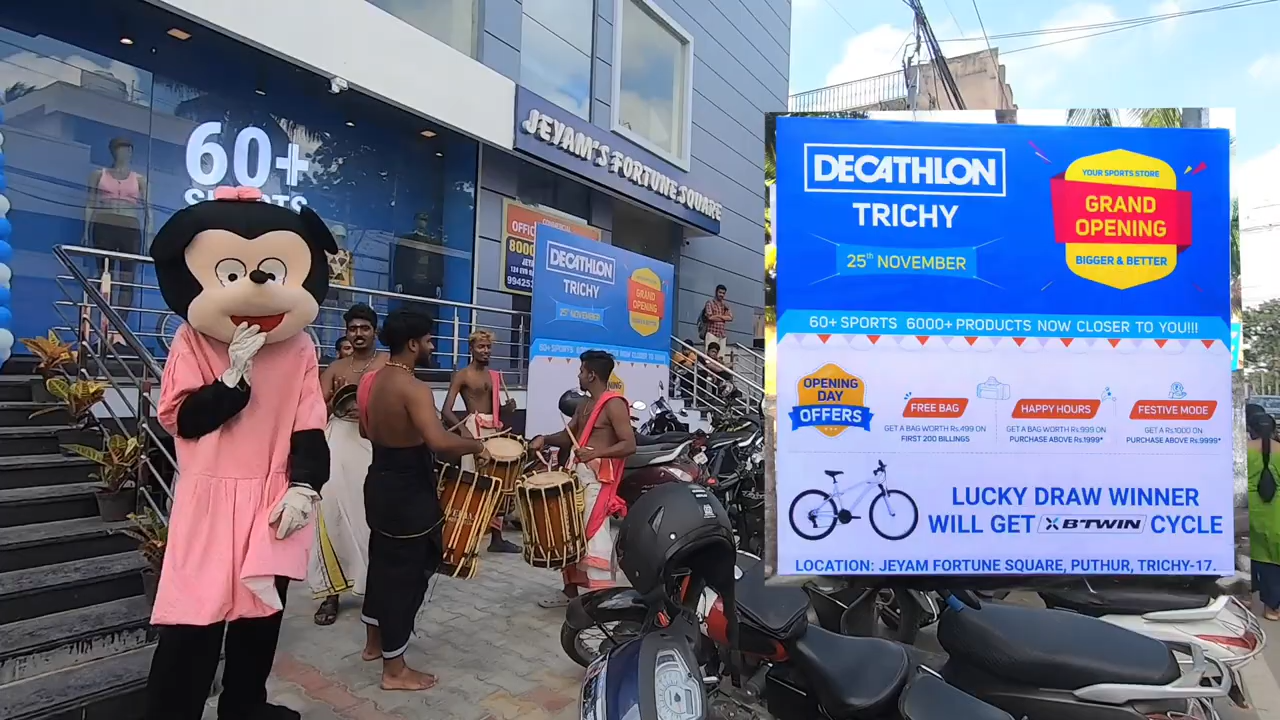 60+
SPORTS
JEYAM'S FORTUNE SQUARE
DECATHLON
TRICHY
25th NOVEMBER
GRAND
OPENING
60+ SPORTS
DECATHLON
TRICHY
25th NOVEMBER
YOUR SPORTS STORE
GRAND
OPENING
BIGGER & BETTER
60+ SPORTS 6000+ PRODUCTS NOW CLOSER TO YOU!!!
OPENING
DAY
OFFERS
FREE BAG
GET A BAG WORTH Rs.499 ON
FIRST 200 BILLINGS
HAPPY HOURS
GET A BAG WORTH Rs.999 ON
PURCHASE ABOVE Rs.1999*
FESTIVE MODE
GET A Rs.1000 ON
PURCHASE ABOVE Rs.9999*
LUCKY DRAW WINNER
WILL GET B'TWIN CYCLE
LOCATION: JEYAM FORTUNE SQUARE, PUTHUR, TRICHY-17.